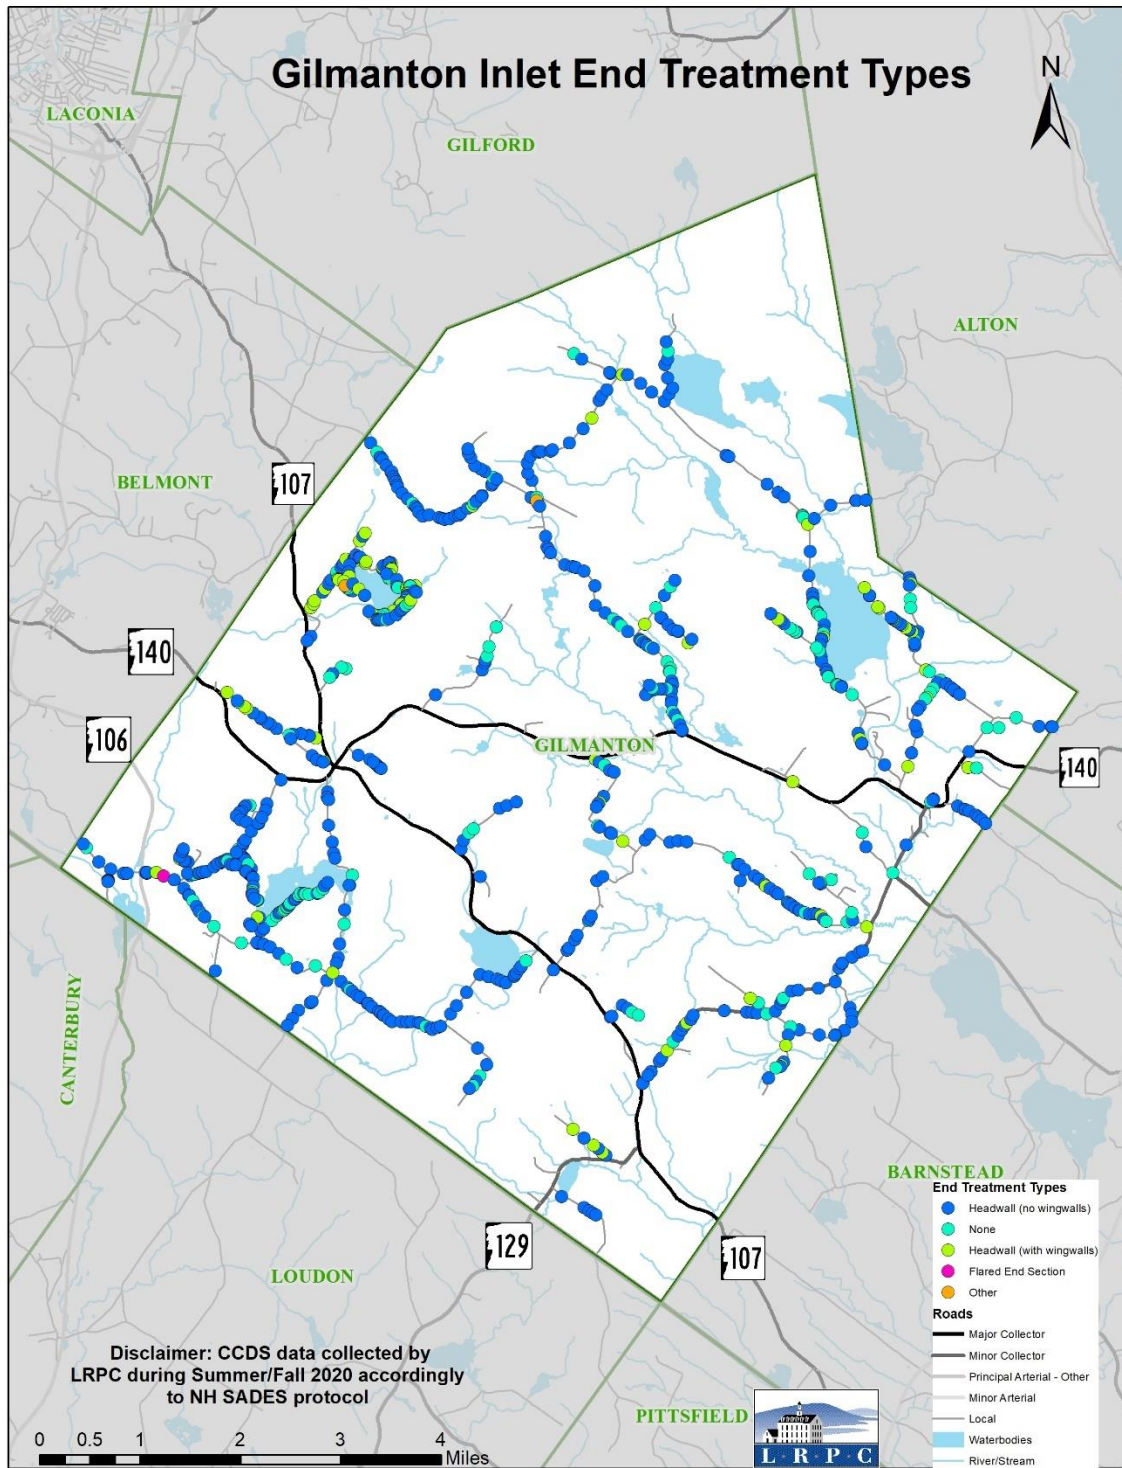 Gilmanton Inlet End Treatment Types
N
LACONIA
GILFORD
ALTON
BELMONT
107
140
106
GILMANTON
140
CANTERBURY
BARNSTEAD
129
107
LOUDON
PITTSFIELD
End Treatment Types
Headwall (no wingwalls)
None
Headwall (with wingwalls)
Flared End Section
Other
Roads
Major Collector
Minor Collector
Principal Arterial - Other
Minor Arterial
Local
Waterbodies
River/Stream
Disclaimer: CCDS data collected by
LRPC during Summer/Fall 2020 accordingly
to NH SADES protocol
0 0.5 1 2 3 4
Miles
L·R·P·C